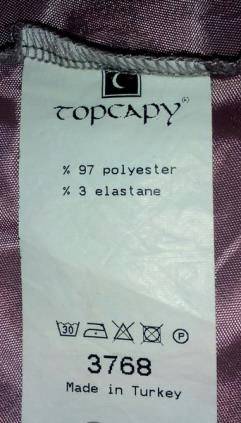 TOPCAPY®
% 97 polyester
% 3 elastane
30 P
3768
Made in Turkey